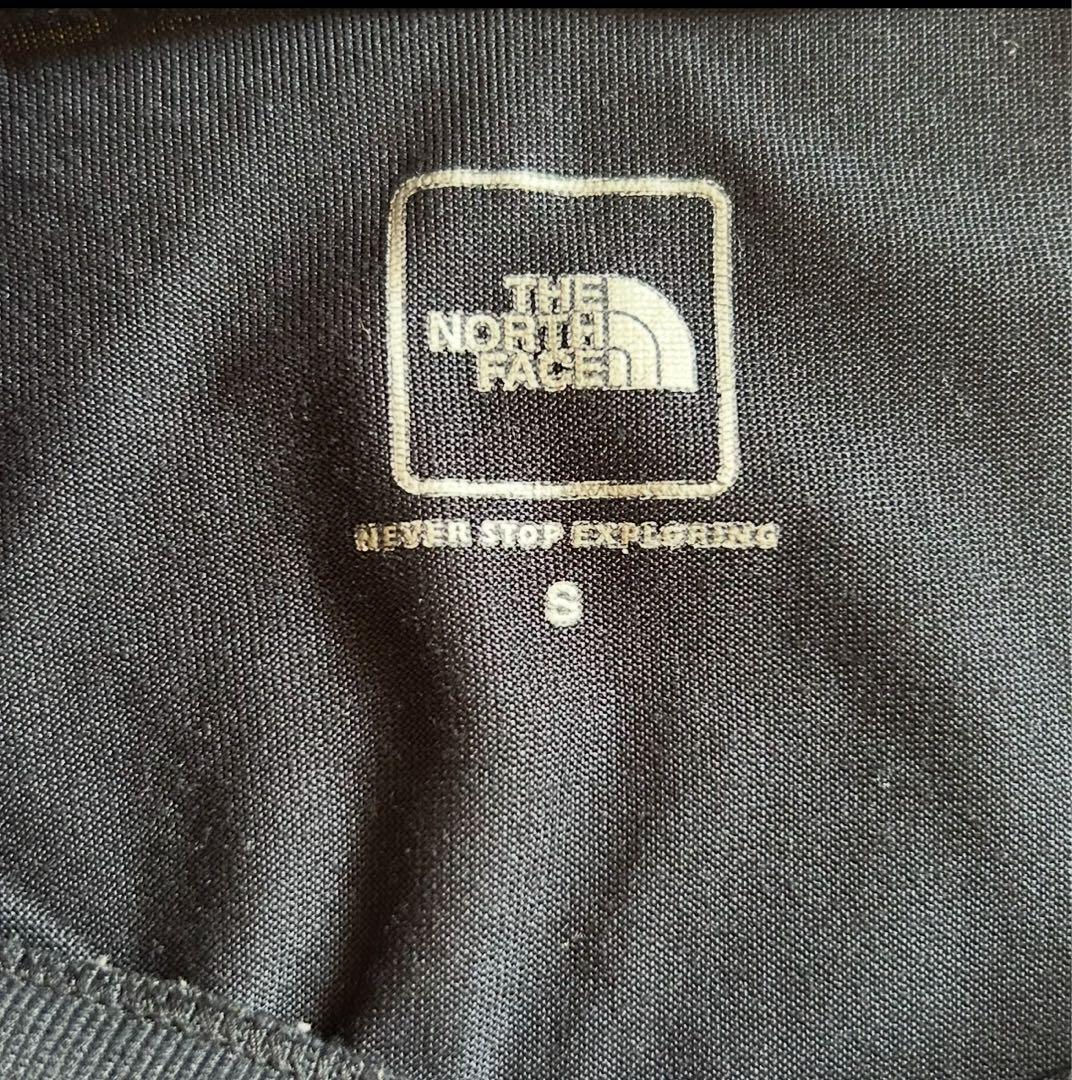 THE
NORTH
FACE
NEVER STOP EXPLORING
S